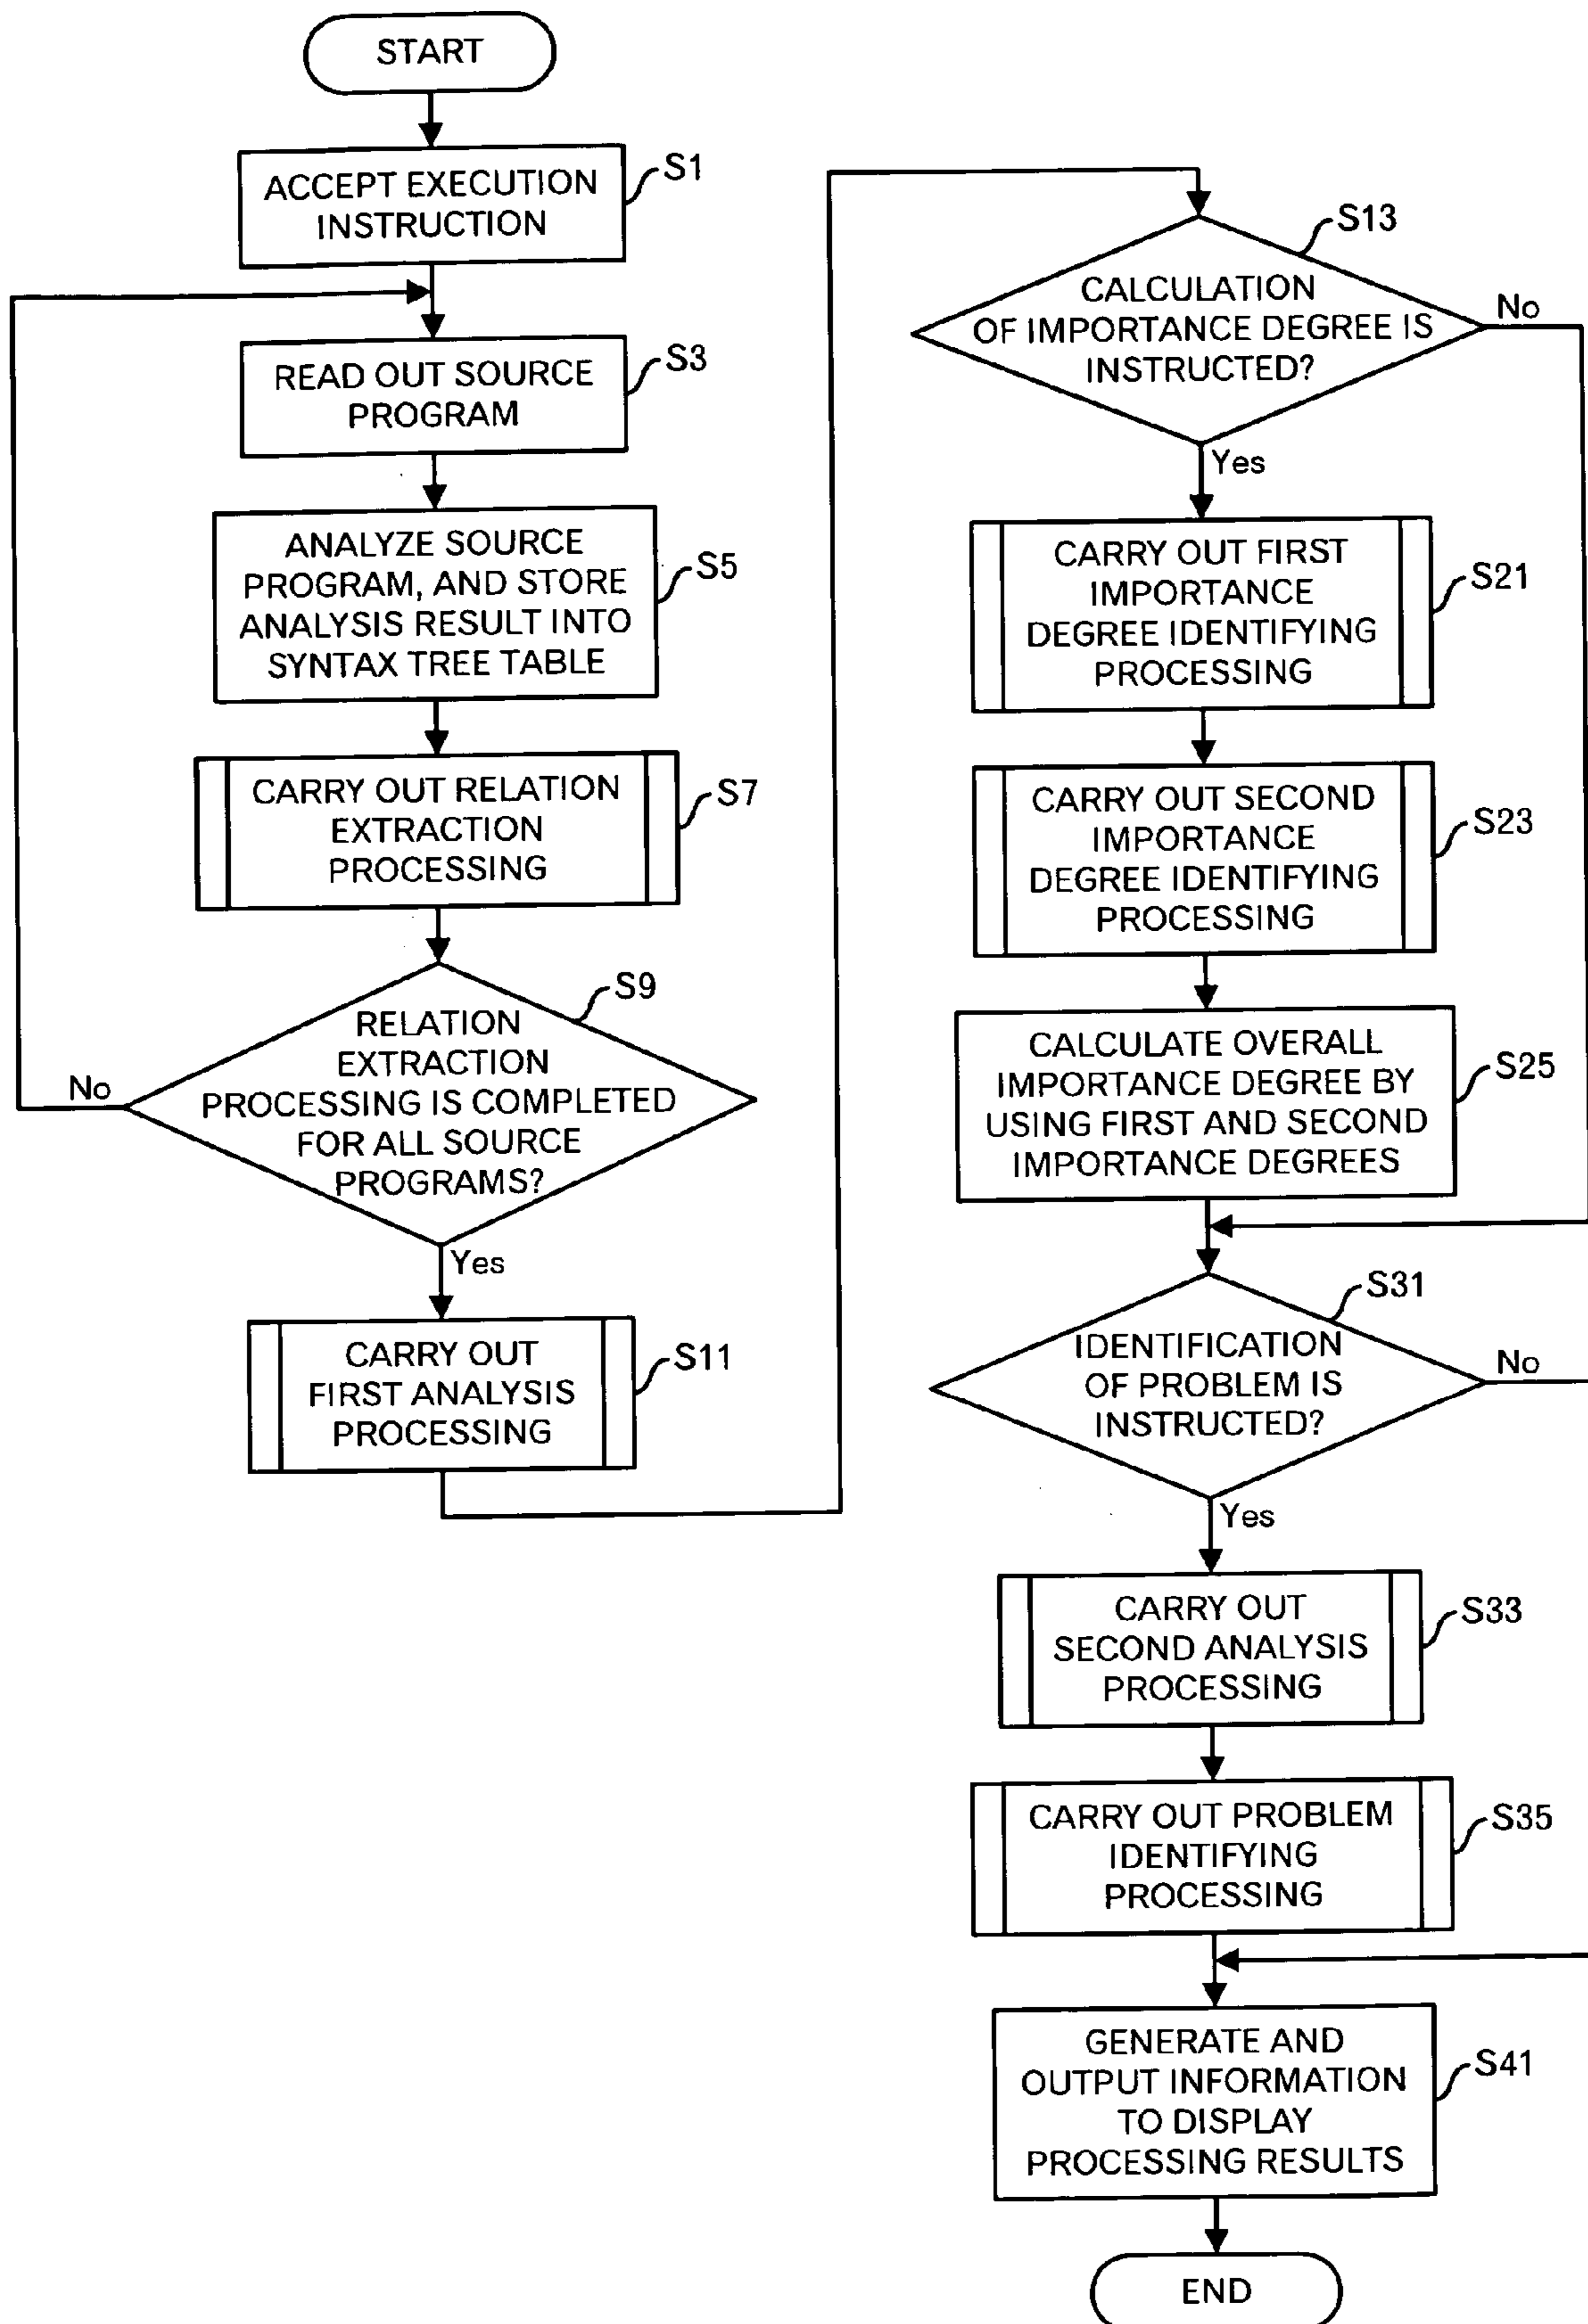 START
ACCEPT EXECUTION
INSTRUCTION
S1
READ OUT SOURCE
PROGRAM
S3
ANALYZE SOURCE
PROGRAM, AND STORE
ANALYSIS RESULT INTO
SYNTAX TREE TABLE
S5
CARRY OUT RELATION
EXTRACTION
PROCESSING
S7
RELATION
EXTRACTION
PROCESSING IS COMPLETED
FOR ALL SOURCE
PROGRAMS?
S9
No
Yes
CARRY OUT
FIRST ANALYSIS
PROCESSING
S11
CALCULATION
OF IMPORTANCE DEGREE IS
INSTRUCTED?
S13
No
Yes
CARRY OUT FIRST
IMPORTANCE
DEGREE IDENTIFYING
PROCESSING
S21
CARRY OUT SECOND
IMPORTANCE
DEGREE IDENTIFYING
PROCESSING
S23
CALCULATE OVERALL
IMPORTANCE DEGREE BY
USING FIRST AND SECOND
IMPORTANCE DEGREES
S25
IDENTIFICATION
OF PROBLEM IS
INSTRUCTED?
S31
No
Yes
CARRY OUT
SECOND ANALYSIS
PROCESSING
S33
CARRY OUT PROBLEM
IDENTIFYING
PROCESSING
S35
GENERATE AND
OUTPUT INFORMATION
TO DISPLAY
PROCESSING RESULTS
S41
END